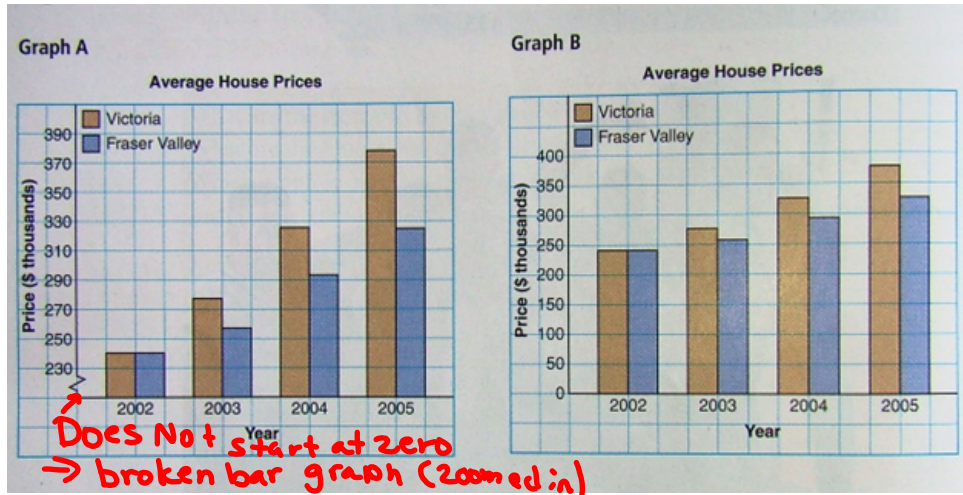 Graph A
Average House Prices
Victoria
Fraser Valley
390
370
350
330
310
290
270
250
230
Price ($ thousands)
2002 2003 2004 2005
Year
Does Not start at zero
→ broken bar graph (zoomed in)
Graph B
Average House Prices
Victoria
Fraser Valley
400
350
300
250
200
150
100
50
0
Price ($ thousands)
2002 2003 2004 2005
Year